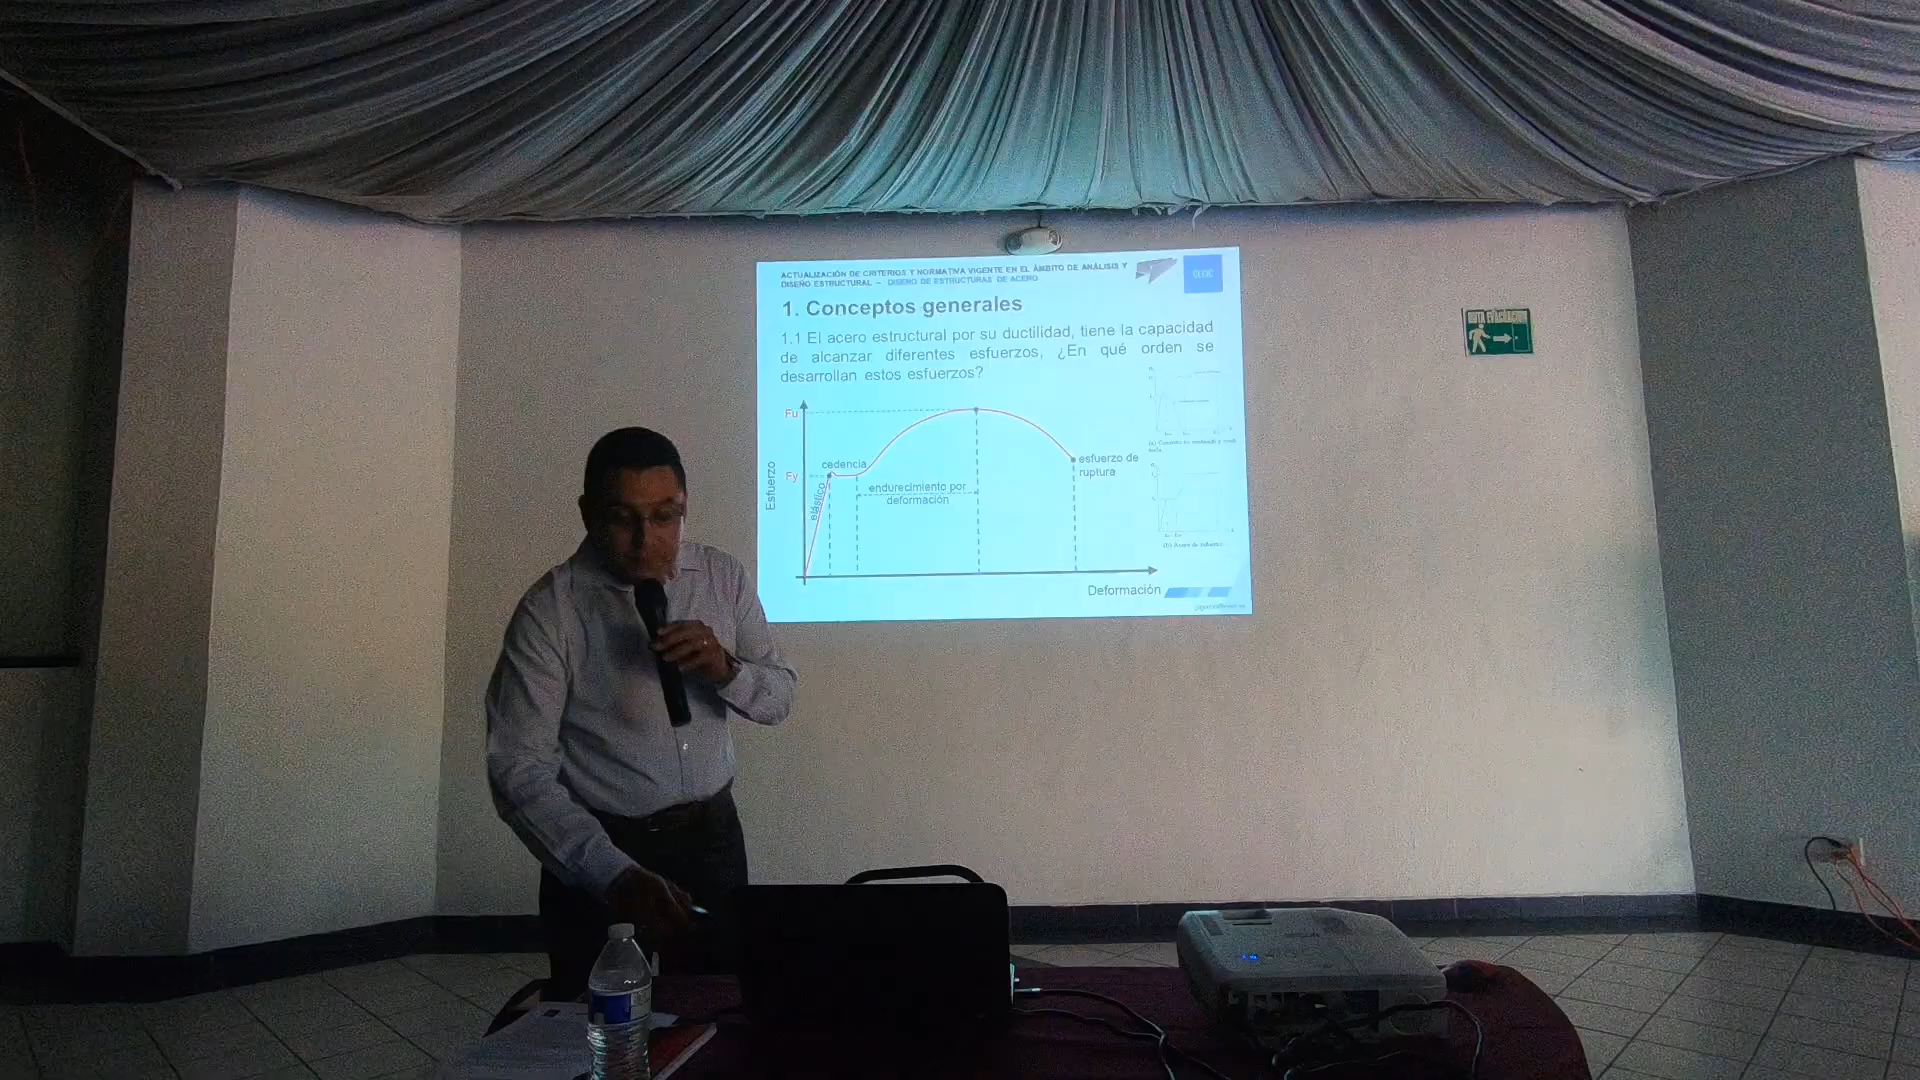 ACTUALIZACIÓN DE CRITERIOS Y NORMATIVA VIGENTE EN EL ÁMBITO DE ANÁLISIS Y
DISEÑO ESTRUCTURAL – DISEÑO DE ESTRUCTURAS DE ACERO
1. Conceptos generales
1.1 El acero estructural por su ductilidad, tiene la capacidad
de alcanzar diferentes esfuerzos, ¿En qué orden se
desarrollan estos esfuerzos?
Fu
cedencia
esfuerzo de
ruptura
Fy
Esfuerzo
elástico
endurecimiento por
deformación
Deformación
RUTA EVACUACION